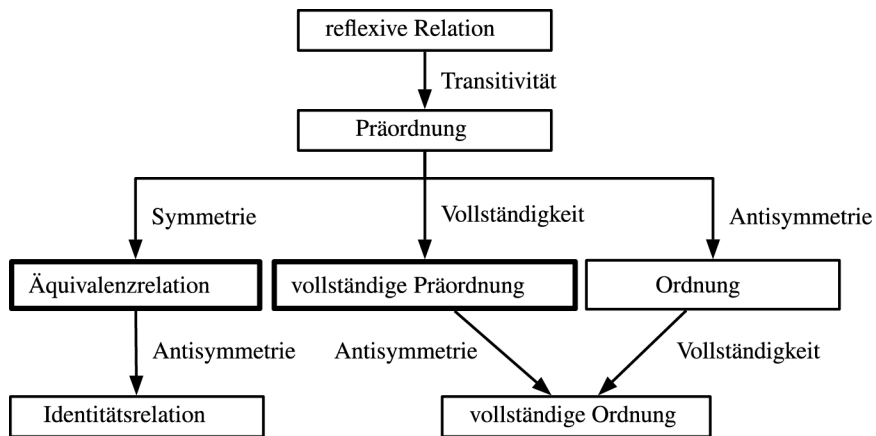 reflexive Relation
Transitivität
Präordnung
Symmetrie
Vollständigkeit
Antisymmetrie
Äquivalenzrelation
vollständige Präordnung
Ordnung
Antisymmetrie
Antisymmetrie
Vollständigkeit
Identitätsrelation
vollständige Ordnung